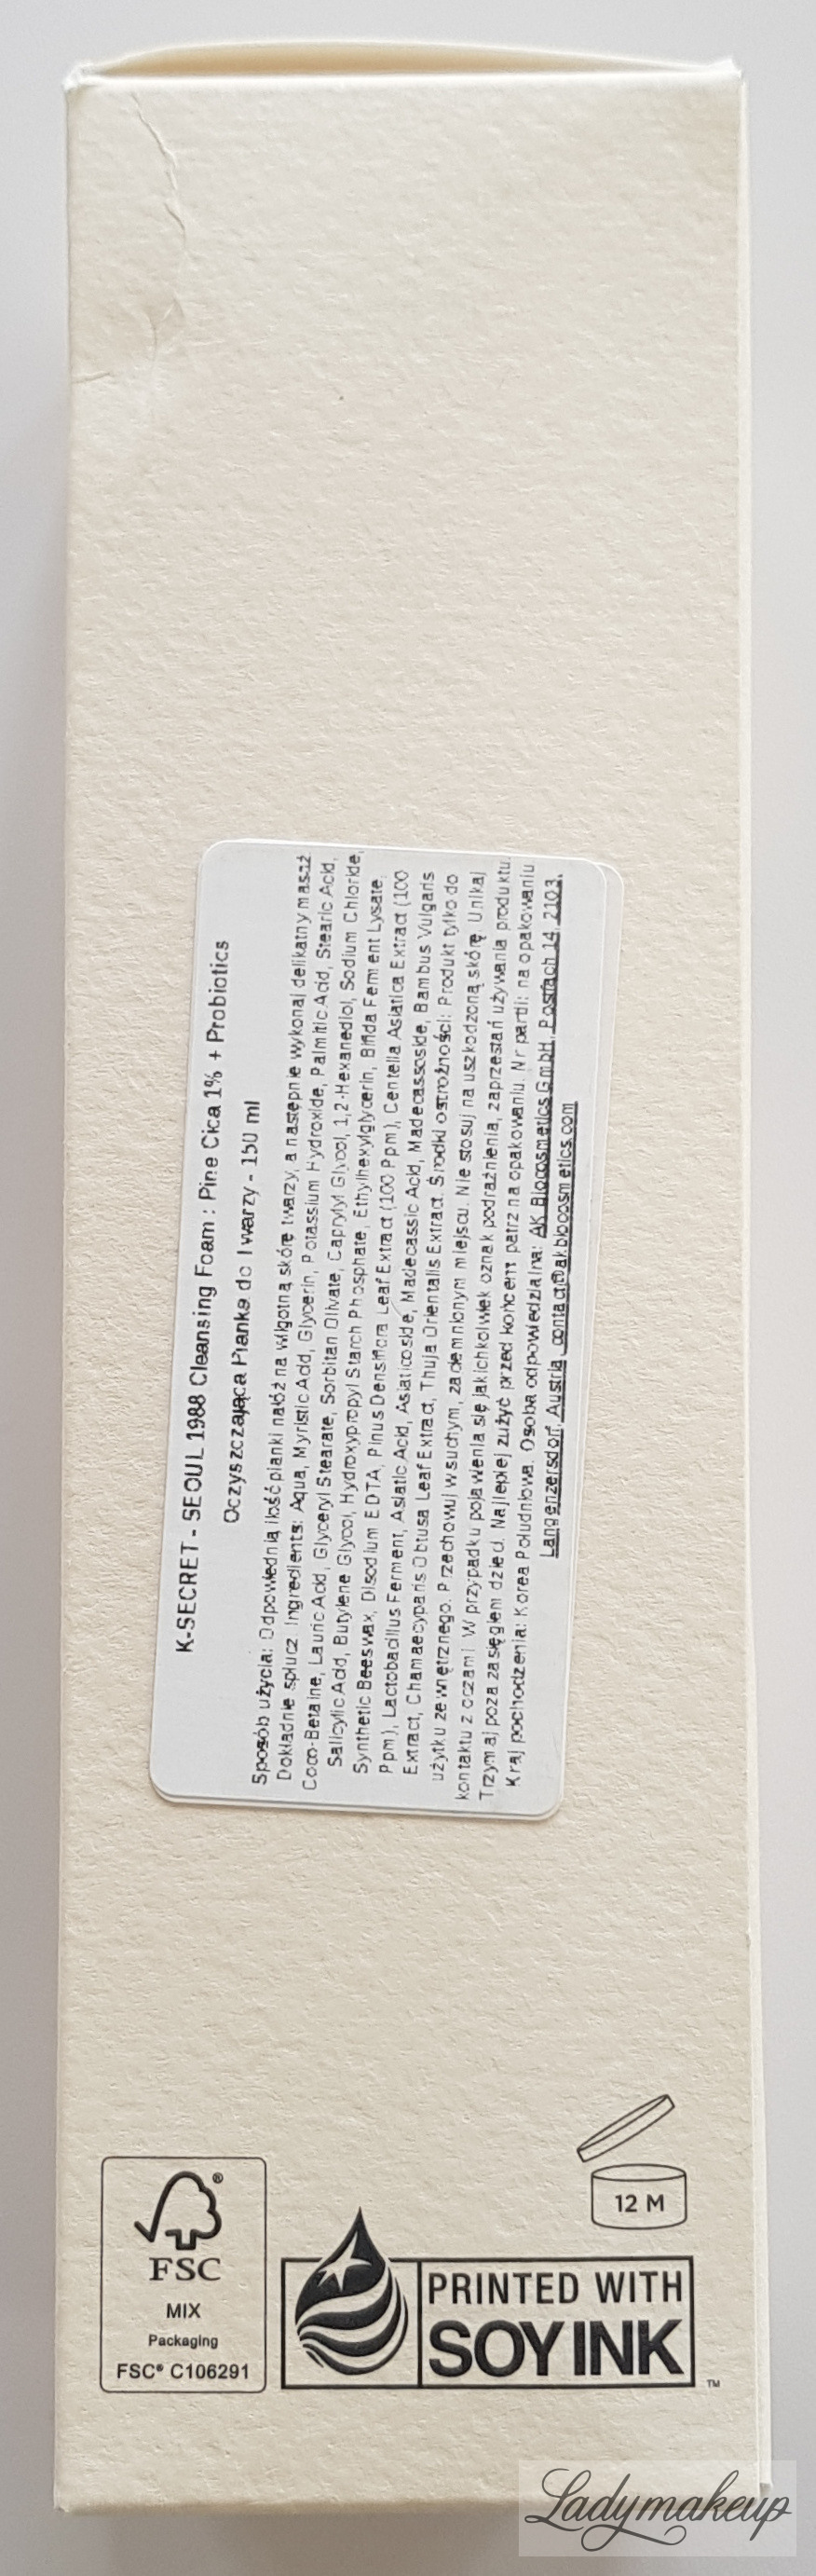 K-SECRET - SEOUL 1988 Cleansing Foam : Pine Cica 1% + Probiotics
Oczyszczająca Pianka do Twarzy - 150 ml
Sposób użycia: Odpowiednią ilość pianki nałóż na wilgotną skórę twarzy, a następnie wykonaj delikatny masaż.
Dokładnie spłucz. Ingredients: Aqua, Myristic Acid, Glycerin, Potassium Hydroxide, Palmitic Acid, Stearic Acid,
Coco-Betaine, Lauric Acid, Glyceryl Stearate, Sorbitan Olivate, Caprylyl Glycol, 1,2-Hexanediol, Sodium Chloride,
Salicylic Acid, Butylene Glycol, Hydroxypropyl Starch Phosphate, Ethylhexylglycerin, Bifida Ferment Lysate,
Synthetic Beeswax, Disodium EDTA, Pinus Densiflora Leaf Extract (100 Ppm), Centella Asiatica Extract (100
Ppm), Lactobacillus Ferment, Asiatic Acid, Asiaticoside, Madecassic Acid, Madecassoside, Bambus Vulgaris
Extract, Chamaecyparis Obtusa Leaf Extract, Thuja Orientalis Extract. Środki ostrożności: Produkt tylko do
użytku zewnętrznego. Przechowuj w suchym, zaciemnionym miejscu. Nie stosuj na uszkodzoną skórę. Unikaj
kontaktu z oczami. W przypadku pojawienia się jakichkolwiek oznak podrażnienia, zaprzestań używania produktu.
Trzymaj poza zasięgiem dzieci. Najlepiej zużyć przed końcem: patrz na opakowaniu. Nr partii: na opakowaniu.
Kraj pochodzenia: Korea Południowa. Osoba odpowiedzialna: AK Biocosmetics GmbH, Postfach 14, 2103,
Langenzersdorf, Austria, contact@akbiocosmetics.com
12 M
FSC®
MIX
Packaging
FSC® C106291
PRINTED WITH
SOY INK™
Ladymakeup